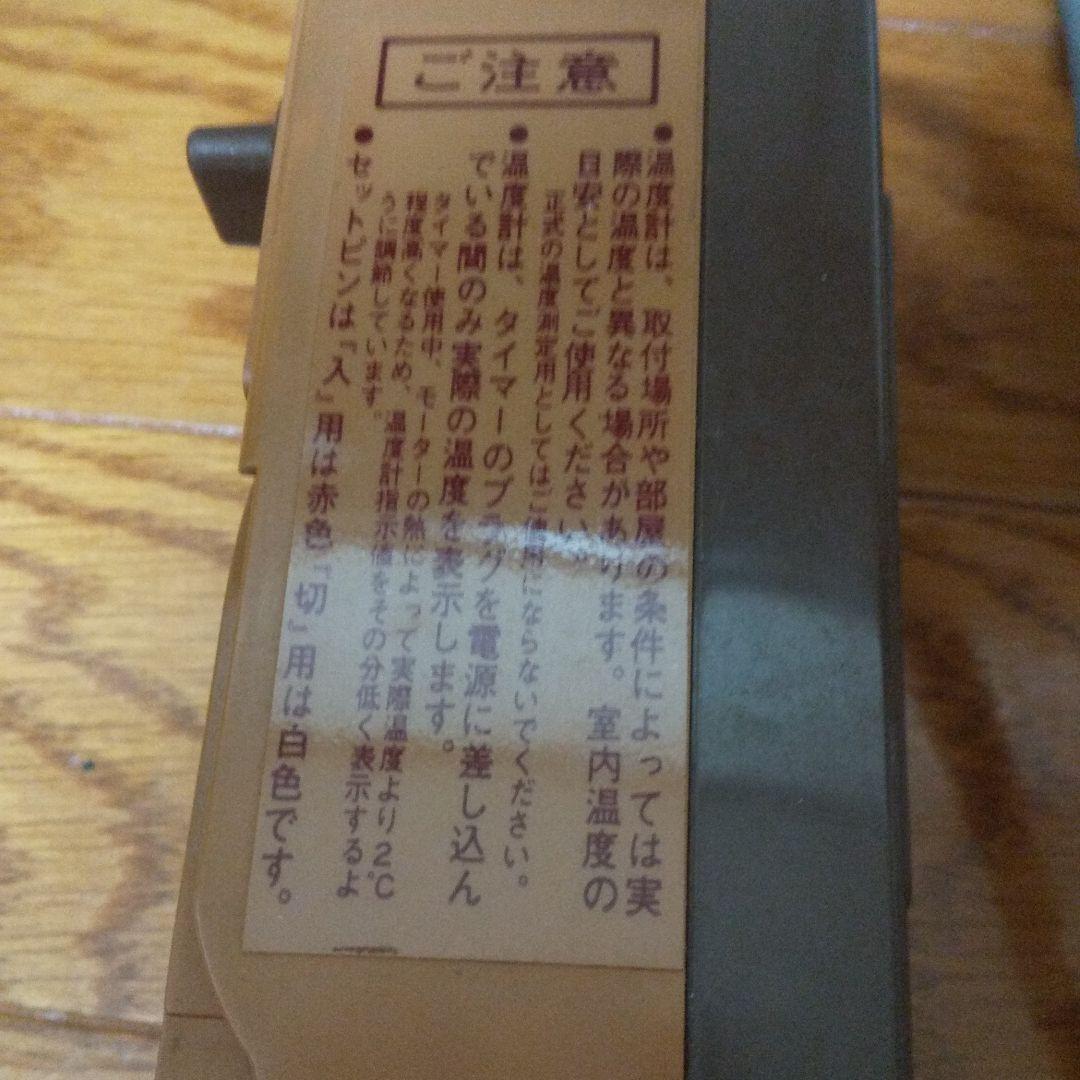 ご注意
●温度計は、取付場所や部屋の条件によっては実
際の温度と異なる場合があります。室内温度の
目安としてご使用ください。
正式の温度測定用としてはご使用にならないでください。
●温度計は、タイマーのプラグを電源に差し込ん
でいる間のみ実際の温度を表示します。
タイマー使用中、モーターの熱によって実際温度より2℃
程度高くなるため、温度計指示値をその分低く表示するよ
うに調節しています。
●セットピンは「入」用は赤色「切」用は白色です。